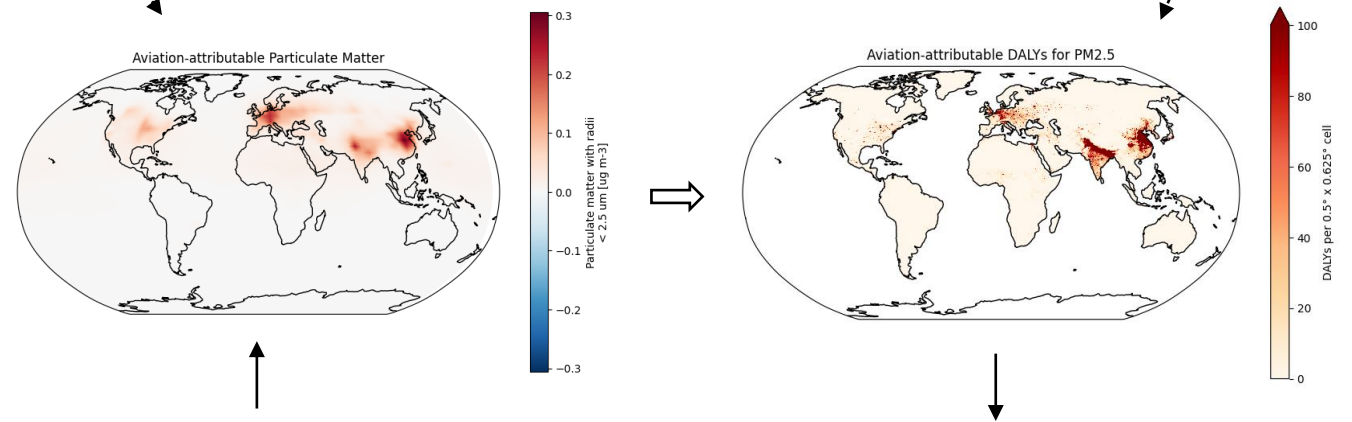 Aviation-attributable Particulate Matter
0.3
0.2
0.1
0.0
−0.1
−0.2
−0.3
Particulate matter with radii
< 2.5 um [ug m-3]
Aviation-attributable DALYs for PM2.5
100
80
60
40
20
0
DALYs per 0.5° x 0.625° cell